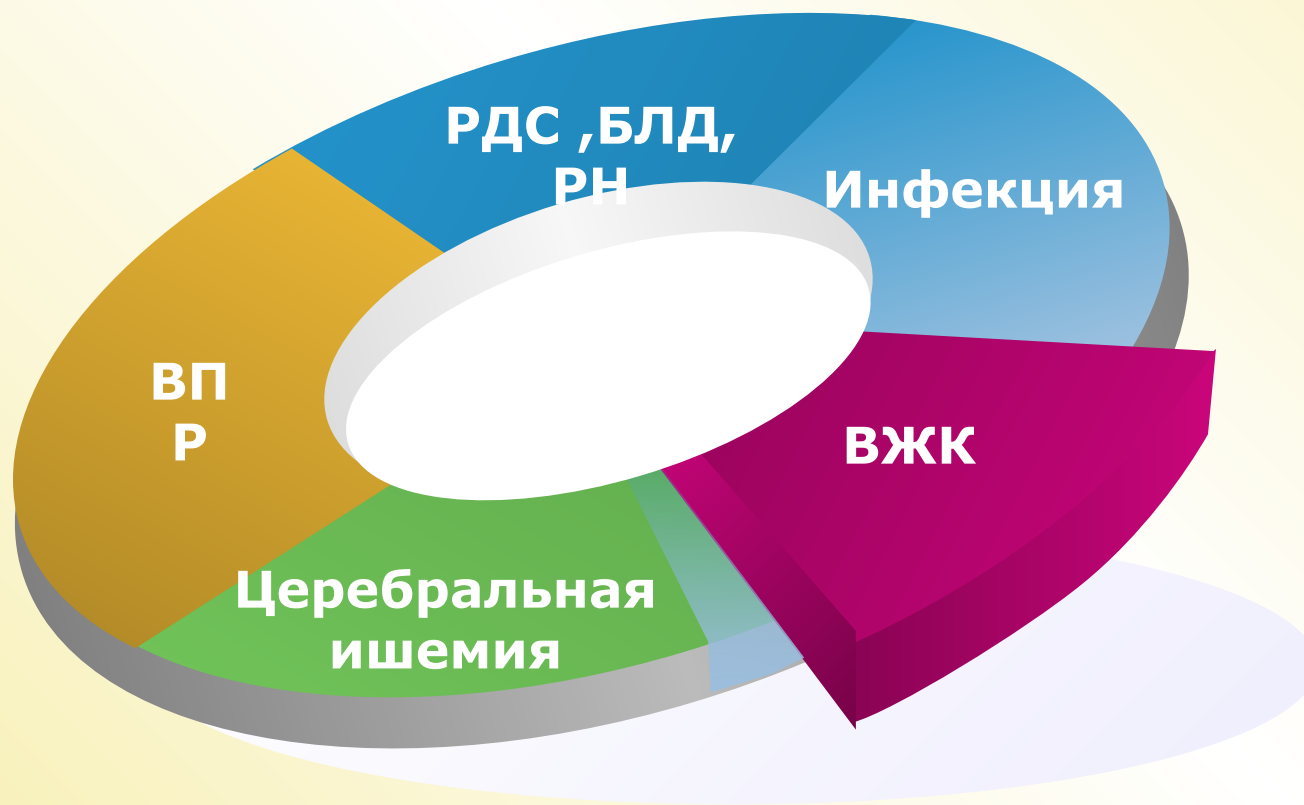 РДС ,БЛД,
РН
Инфекция
ВП
Р
ВЖК
Церебральная
ишемия